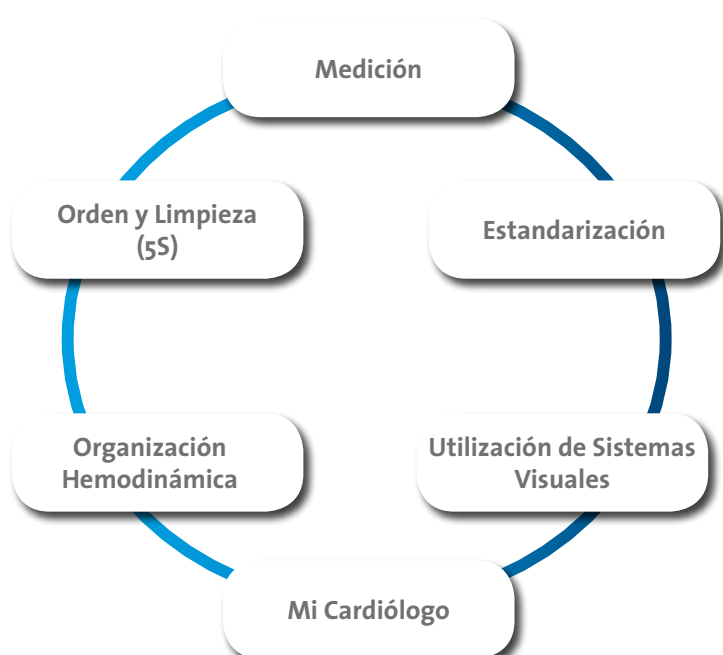 Medición
Orden y Limpieza
(5S)
Estandarización
Organización
Hemodinámica
Utilización de Sistemas
Visuales
Mi Cardiólogo